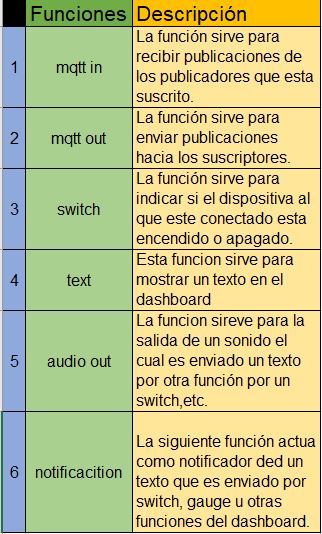 Funciones Descripción
La función sirve para
recibir publicaciones de
1 mqtt in los publicadores que esta
suscrito.
La función sirve para
2 mqtt out enviar publicaciones
hacia los suscriptores.
La función sirve para
indicar si el dispositiva al
3 switch que este conectado esta
encendido o apagado.
Esta funcion sirve para
4 text mostrar un texto en el
dashboard
La funcion sireve para la
salida de un sonido el
5 audio out cual es enviado un texto
por otra función por un
switch,etc.
La siguiente función actua
como notificador ded un
6 notificacition texto que es enviado por
switch, gauge u otras
funciones del dashboard.